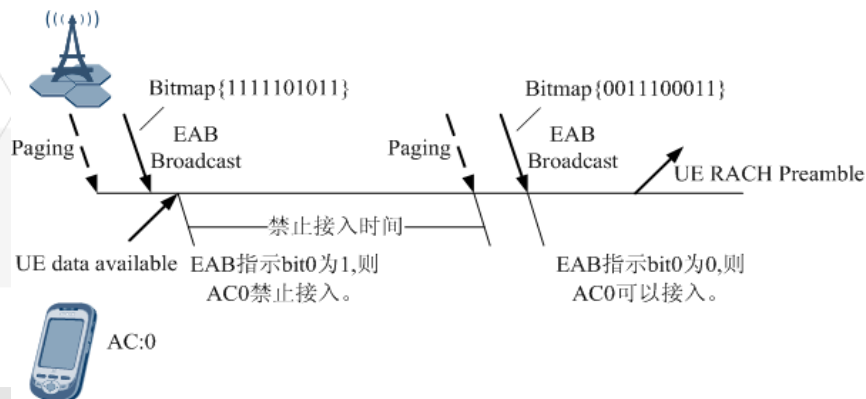 ((( )))
Bitmap{1111101011}
Bitmap{0011100011}
Paging
EAB
Broadcast
Paging
EAB
Broadcast
UE RACH Preamble
禁止接入时间
UE data available
EAB指示bit0为1,则
AC0禁止接入。
EAB指示bit0为0,则
AC0可以接入。
AC:0